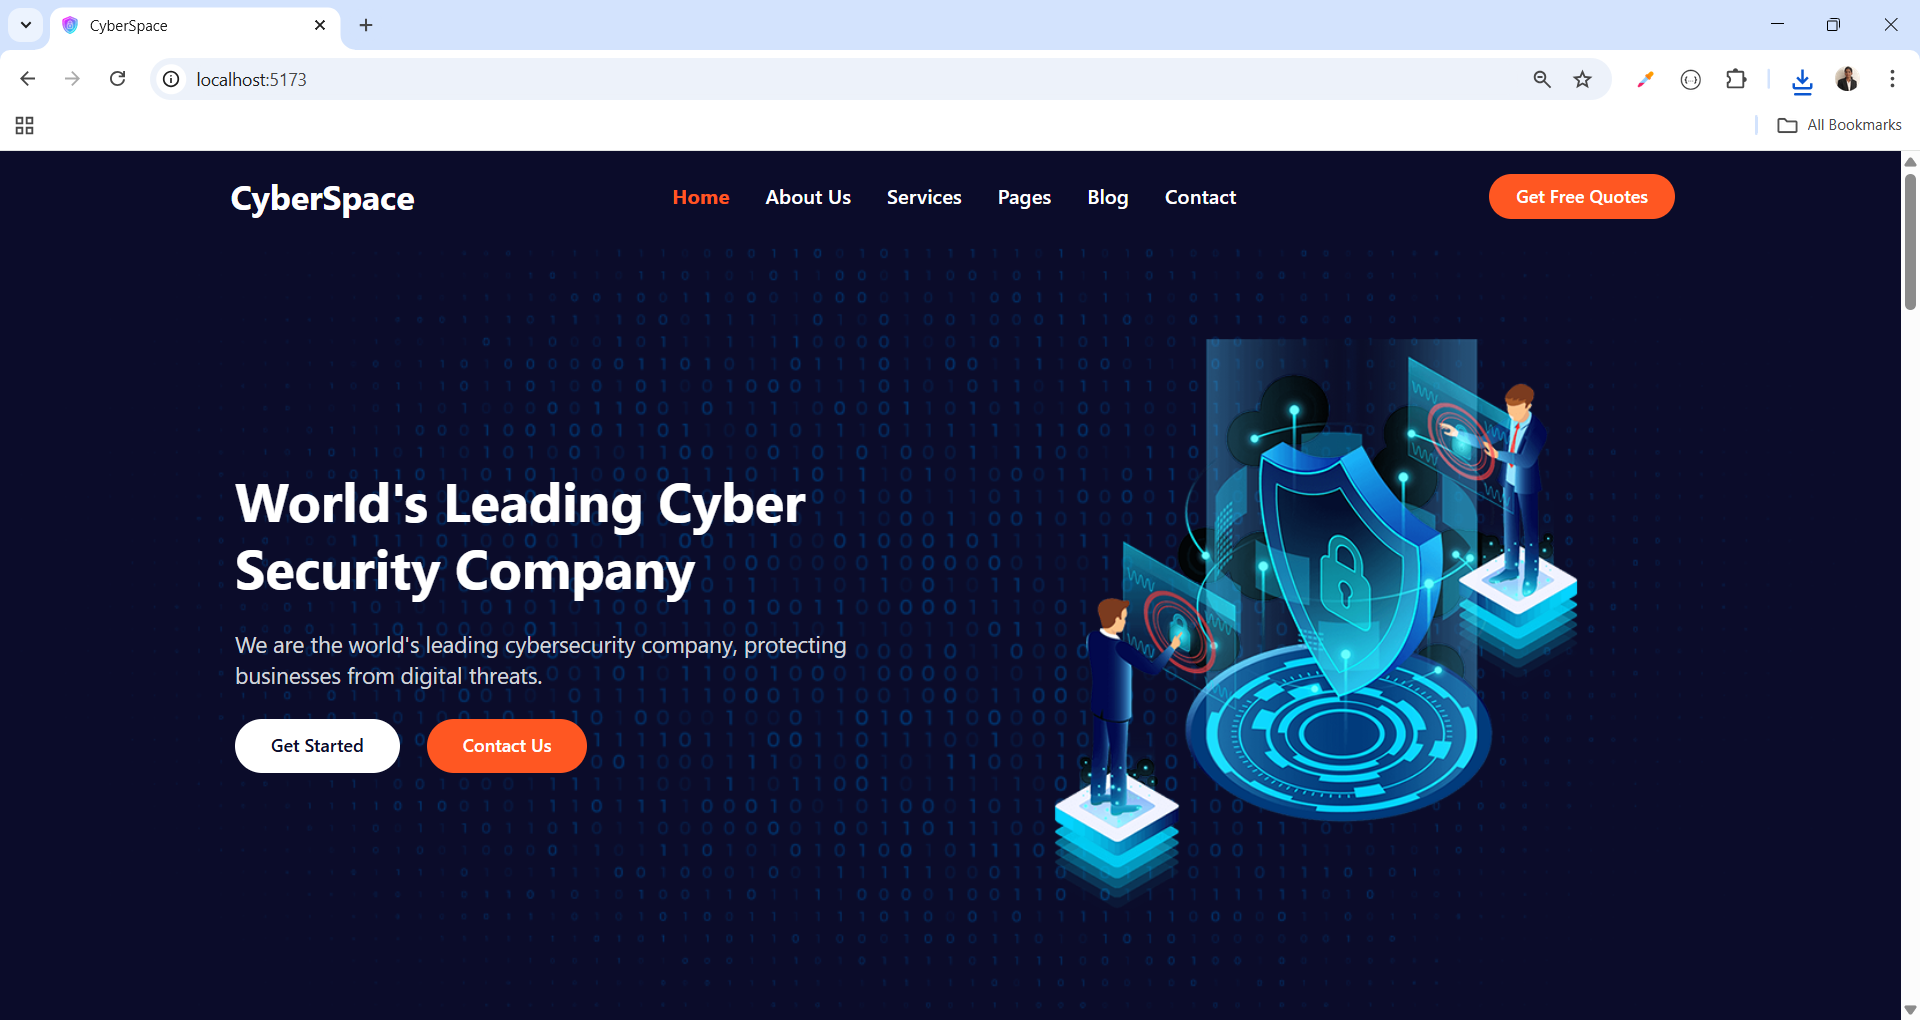 CyberSpace
localhost:5173
All Bookmarks
CyberSpace
Home
About Us
Services
Pages
Blog
Contact
Get Free Quotes
World's Leading Cyber
Security Company
We are the world's leading cybersecurity company, protecting
businesses from digital threats.
Get Started
Contact Us